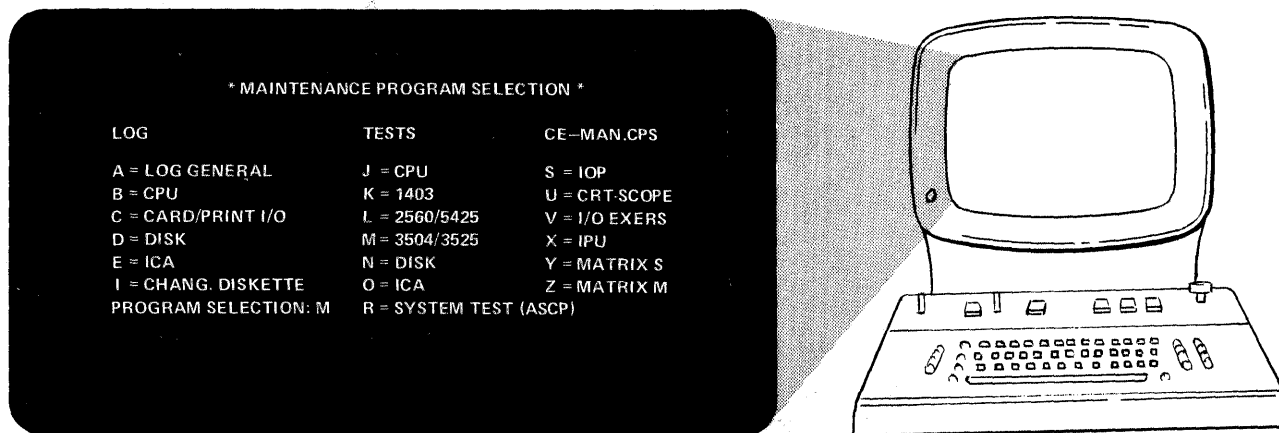 * MAINTENANCE PROGRAM SELECTION *
LOG TESTS CE–MAN.CPS
A = LOG GENERAL J = CPU S = IOP
B = CPU K = 1403 U = CRT-SCOPE
C = CARD/PRINT I/O L = 2560/5425 V = I/O EXERS
D = DISK M = 3504/3525 X = IPU
E = ICA N = DISK Y = MATRIX S
I = CHANG. DISKETTE O = ICA Z = MATRIX M
PROGRAM SELECTION: M R = SYSTEM TEST (ASCP)